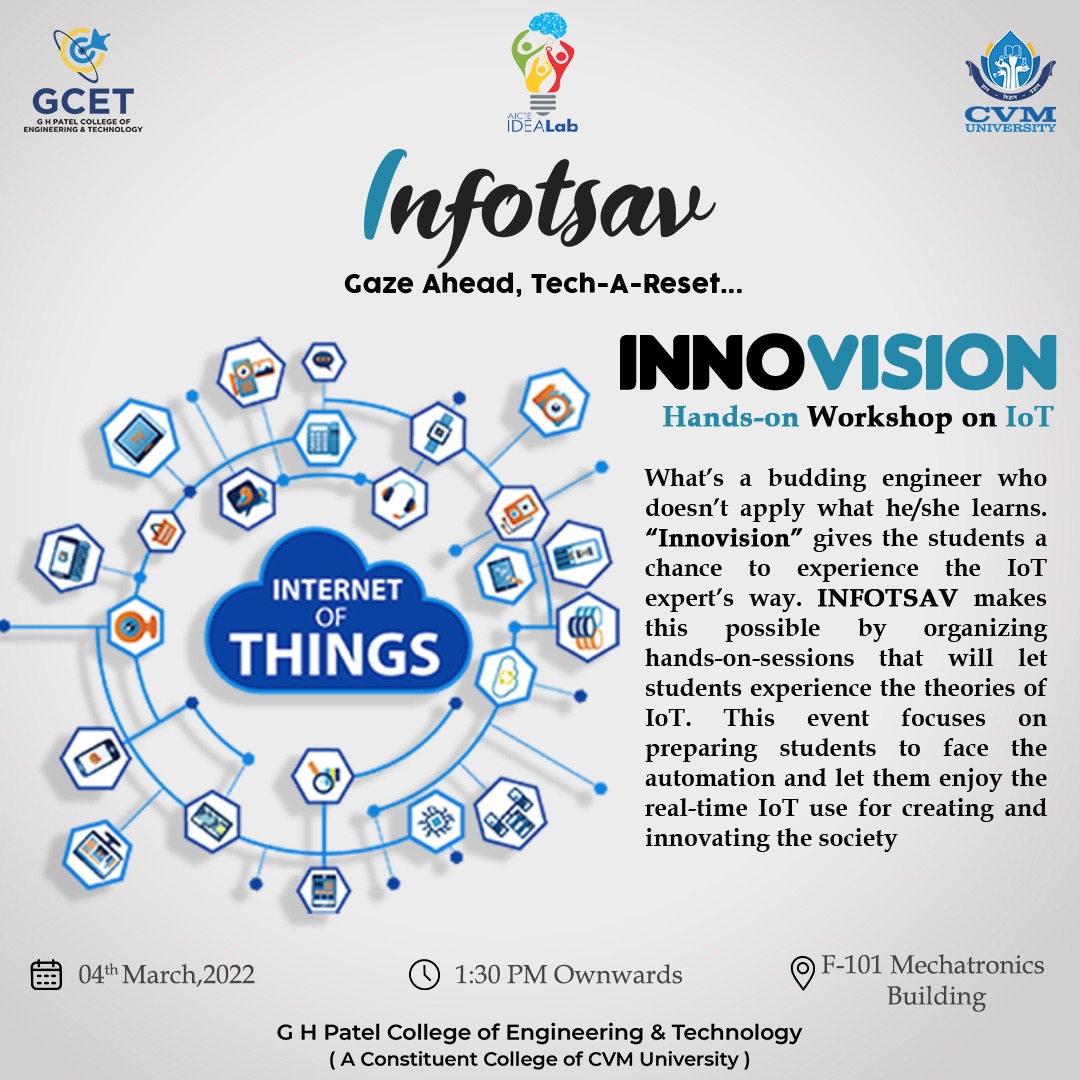 GCET
G H PATEL COLLEGE OF
ENGINEERING & TECHNOLOGY
AICTE
IDEALab
CVM
UNIVERSITY
Infotsav
Gaze Ahead, Tech-A-Reset...
INNOVISION
Hands-on Workshop on IoT
What's a budding engineer who
doesn't apply what he/she learns.
“Innovision” gives the students a
chance to experience the IoT
expert's way. INFOTSAV makes
this possible by organizing
hands-on-sessions that will let
students experience the theories of
IoT. This event focuses on
preparing students to face the
automation and let them enjoy the
real-time IoT use for creating and
innovating the society
TV
INTERNET
OF
THINGS
04th March,2022
1:30 PM Ownwards
F-101 Mechatronics
Building
G H Patel College of Engineering & Technology
( A Constituent College of CVM University )